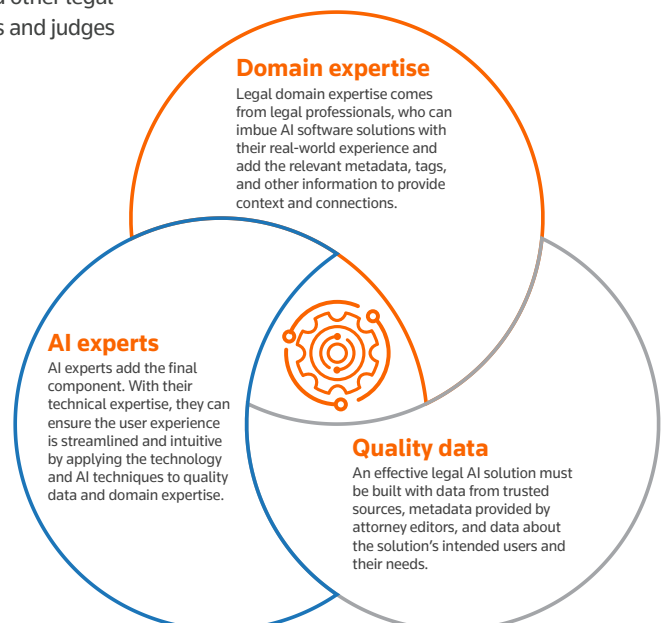 other legal
s and judges
Domain expertise
Legal domain expertise comes
from legal professionals, who can
imbue AI software solutions with
their real-world experience and
add the relevant metadata, tags,
and other information to provide
context and connections.
AI experts
AI experts add the final
component. With their
technical expertise, they can
ensure the user experience
is streamlined and intuitive
by applying the technology
and AI techniques to quality
data and domain expertise.
Quality data
An effective legal AI solution must
be built with data from trusted
sources, metadata provided by
attorney editors, and data about
the solution’s intended users and
their needs.